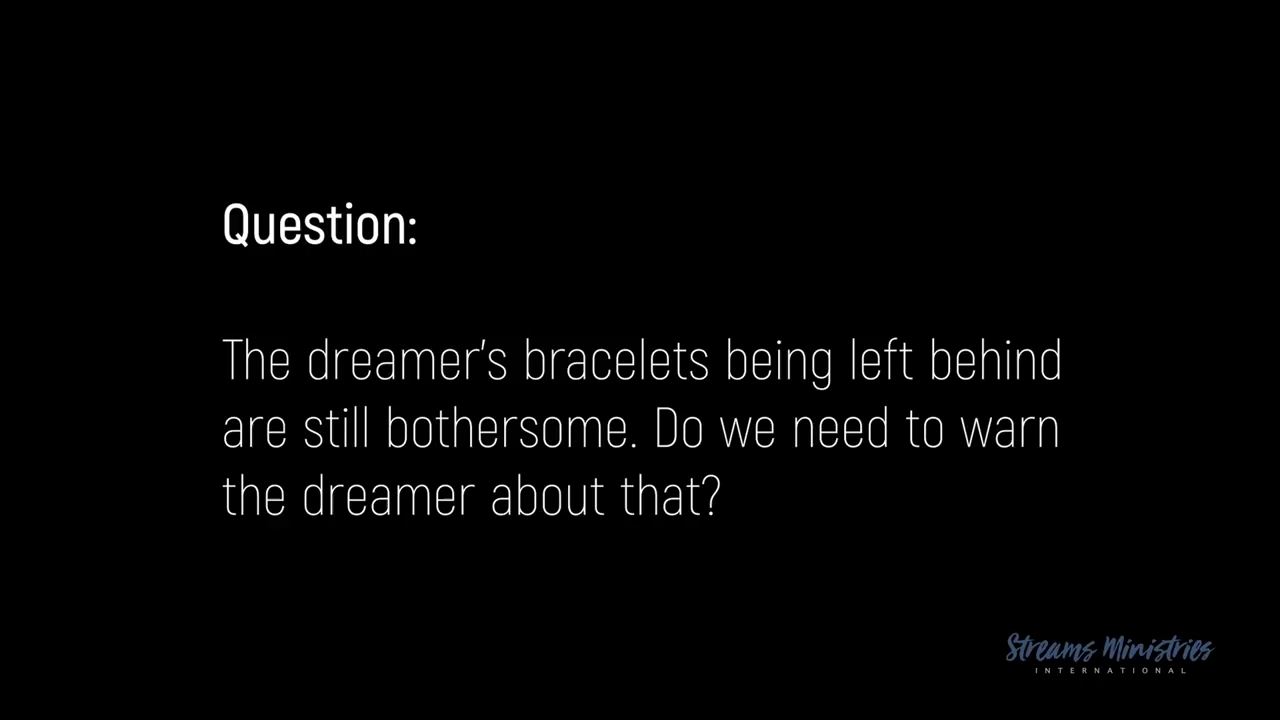 Question:
The dreamer's bracelets being left behind
are still bothersome. Do we need to warn
the dreamer about that?
Streams Ministries
INTERNATIONAL